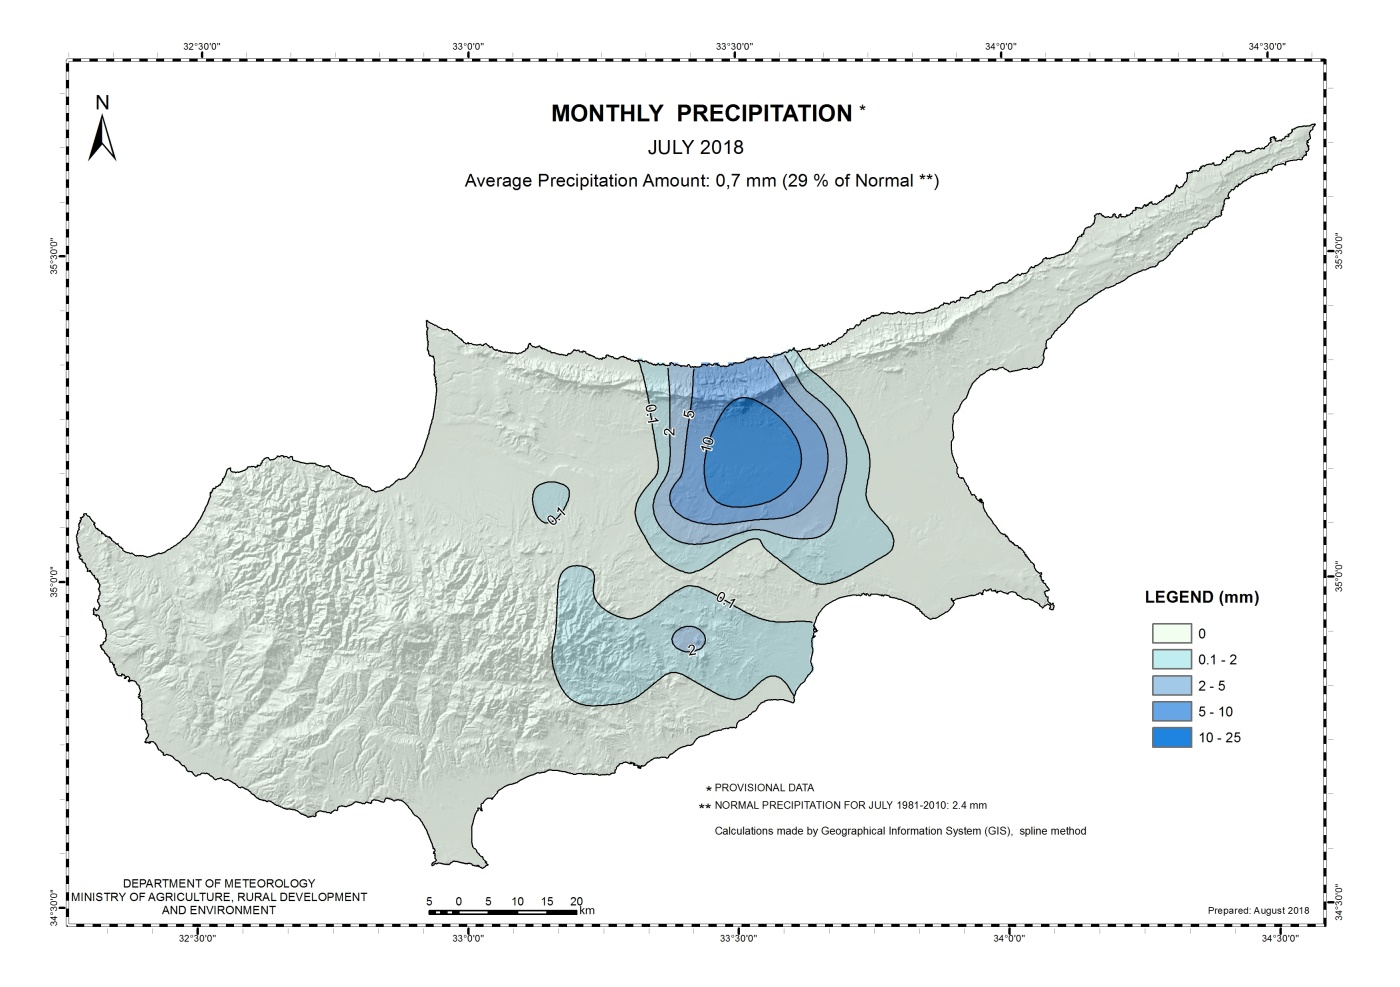 32°30'0" 33°0'0" 33°30'0" 34°0'0" 34°30'0"
N
MONTHLY PRECIPITATION *
JULY 2018
Average Precipitation Amount: 0,7 mm (29 % of Normal **)
35°30'0" 35°30'0"
0.1
2
5
10
0.1
35°0'0" 35°0'0"
0.1
2
LEGEND (mm)
0
0.1 - 2
2 - 5
5 - 10
10 - 25
* PROVISIONAL DATA
** NORMAL PRECIPITATION FOR JULY 1981-2010: 2.4 mm
Calculations made by Geographical Information System (GIS), spline method
DEPARTMENT OF METEOROLOGY
MINISTRY OF AGRICULTURE, RURAL DEVELOPMENT
AND ENVIRONMENT
5 0 5 10 15 20
km
Prepared: August 2018
34°30'0" 34°30'0"
32°30'0" 33°0'0" 33°30'0" 34°0'0" 34°30'0"